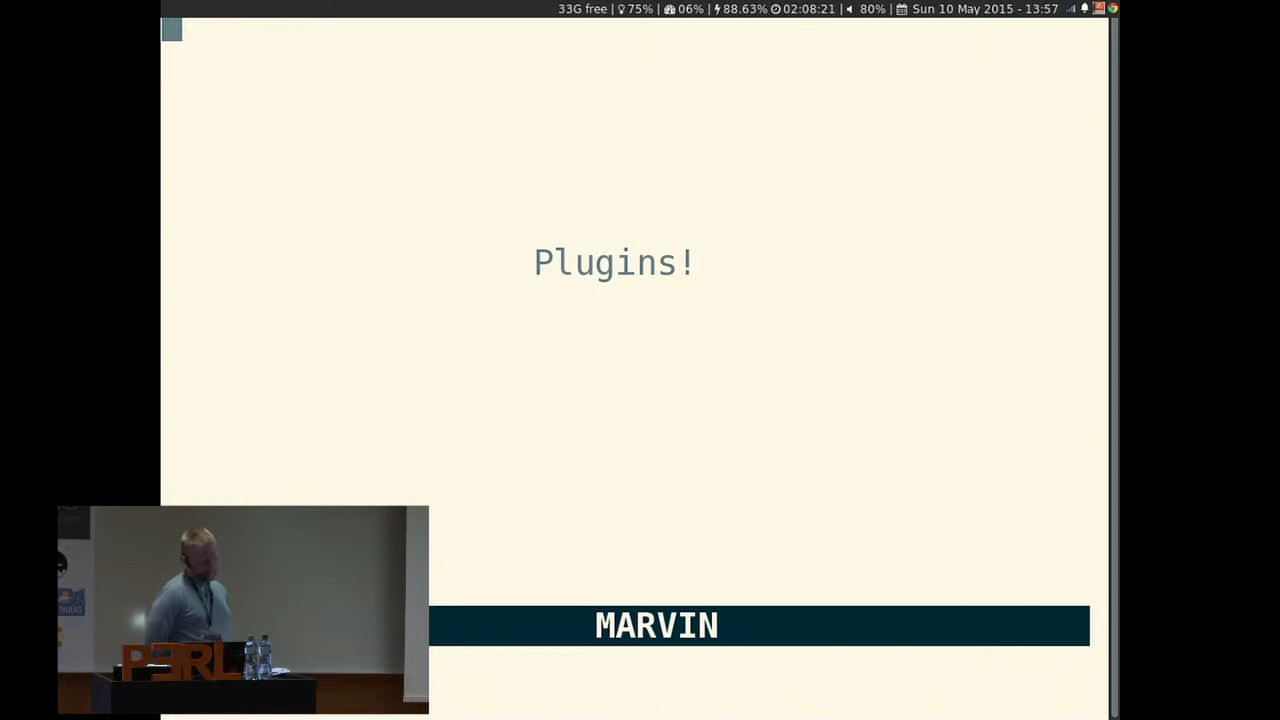 33G free | 75% | 06% | 88.63% 02:08:21 | 80% | Sun 10 May 2015 - 13:57
Plugins!
MARVIN
PERL